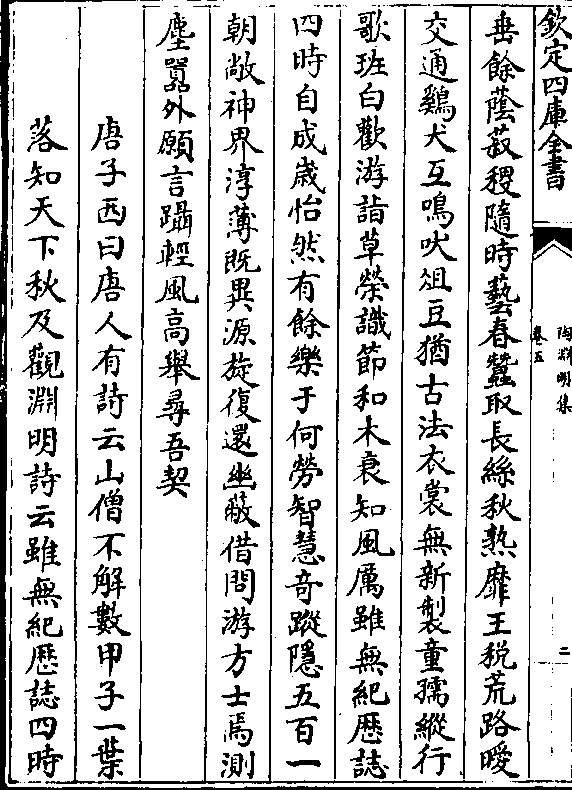 欽定四庫全書
陶淵明集
卷五
二
垂餘蔭菽稷隨時藝春蠶取長絲秋熟靡王稅荒路曖
交通鷄犬互鳴吠俎豆猶古法衣裳無新製童孺縱行
歌班白歡游詣草榮識節和木衰知風厲雖無紀歴誌
四時自成嵗怡然有餘樂于何勞智慧奇蹤隱五百一
朝敞神界淳薄既異源旋復還幽蔽借問游方士焉測
塵囂外願言躡輕風高舉尋吾契
唐子西曰唐人有詩云山僧不解數甲子一葉
落知天下秋及觀淵明詩云雖無紀歴誌四時